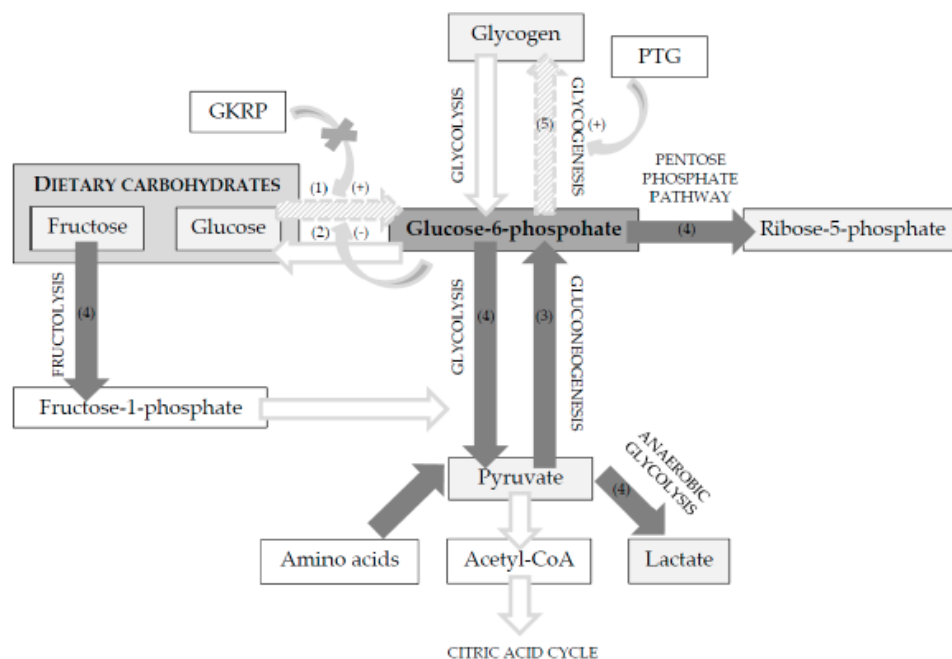 Glycogen
PTG
GKRP
GLYCOLYSIS
(5)
GLYCOGENESIS
(+)
PENTOSE
PHOSPHATE
PATHWAY
DIETARY CARBOHYDRATES
(1) (+)
Fructose
Glucose
(2) (-)
Glucose-6-phospohate
(4)
Ribose-5-phosphate
FRUCTOLYSIS
(4)
GLYCOLYSIS
(4)
(3)
GLUCONEOGENESIS
Fructose-1-phosphate
Pyruvate
ANAEROBIC
GLYCOLYSIS
(4)
Amino acids
Acetyl-CoA
Lactate
CITRIC ACID CYCLE